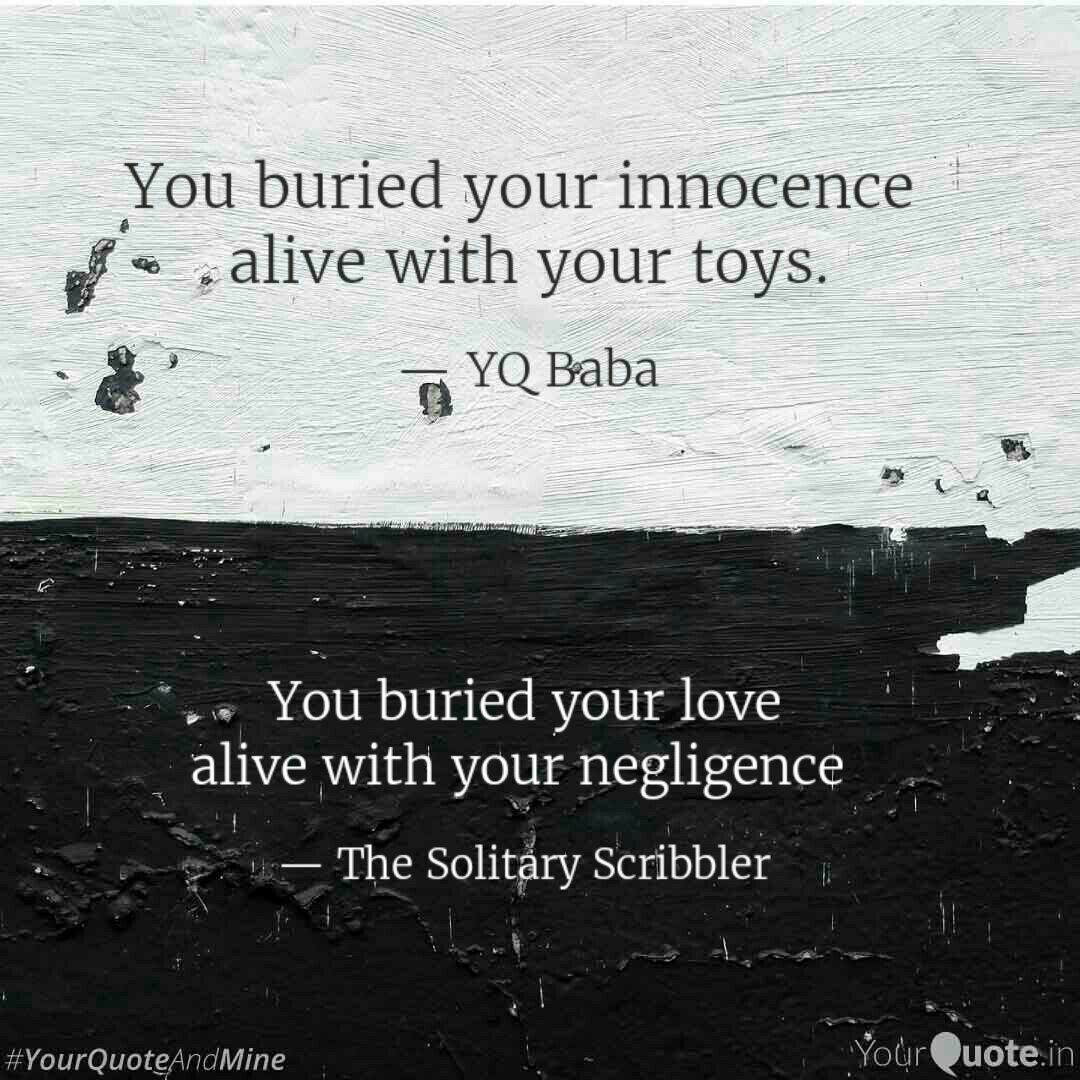 You buried your innocence
alive with your toys.
— YQ Baba
You buried your love
alive with your negligence
— The Solitary Scribbler
#YourQuoteAndMine
YourQuote.in